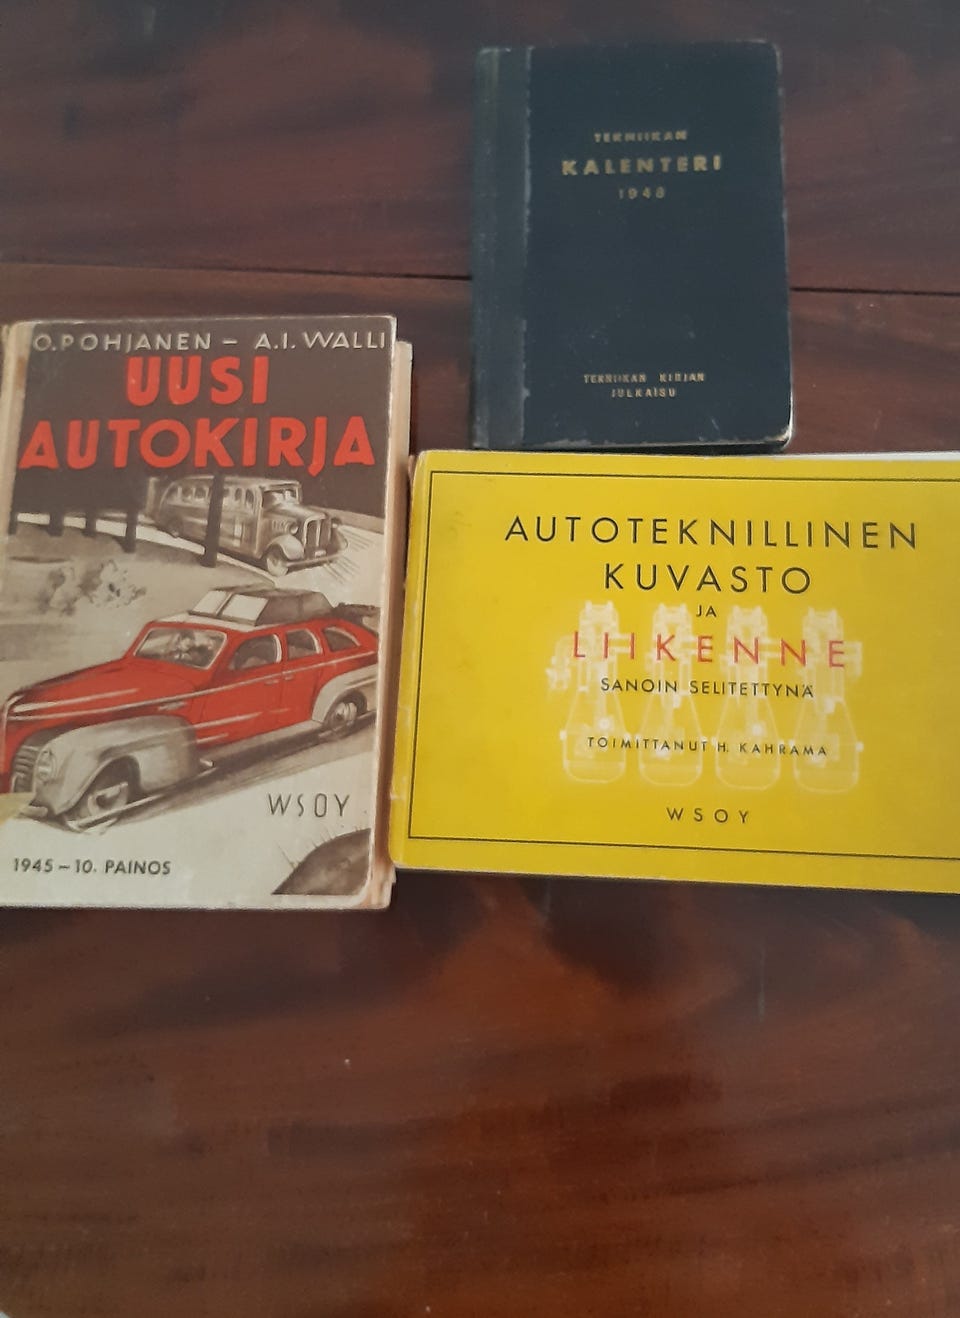 TEKNIIKAN
KALENTERI
1948
TEKNIIKAN KIRJAN
JULKAISU
O. POHJANEN – A.I. WALLI
UUSI
AUTOKIRJA
WSOY
1945 – 10. PAINOS
AUTOTEKNILLINEN
KUVASTO
JA
LIIKENNE
SANOIN SELITETTYNÄ
TOIMITTANUT H. KAHRAMA
WSOY